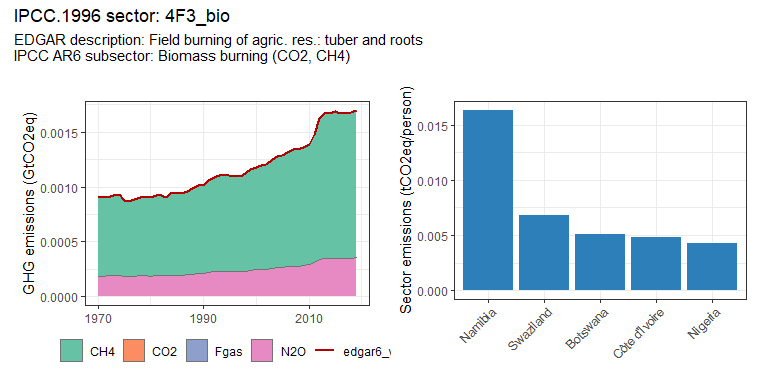 IPCC.1996 sector: 4F3_bio
EDGAR description: Field burning of agric. res.: tuber and roots
IPCC AR6 subsector: Biomass burning (CO2, CH4)
GHG emissions (GtCO2eq)
0.0015
0.0010
0.0005
0.0000
1970
1990
2010
CH4
CO2
Fgas
N2O
edgar6_v
Sector emissions (tCO2eq/person)
0.015
0.010
0.005
0.000
Namibia
Swaziland
Botswana
Côte d'Ivoire
Nigeria